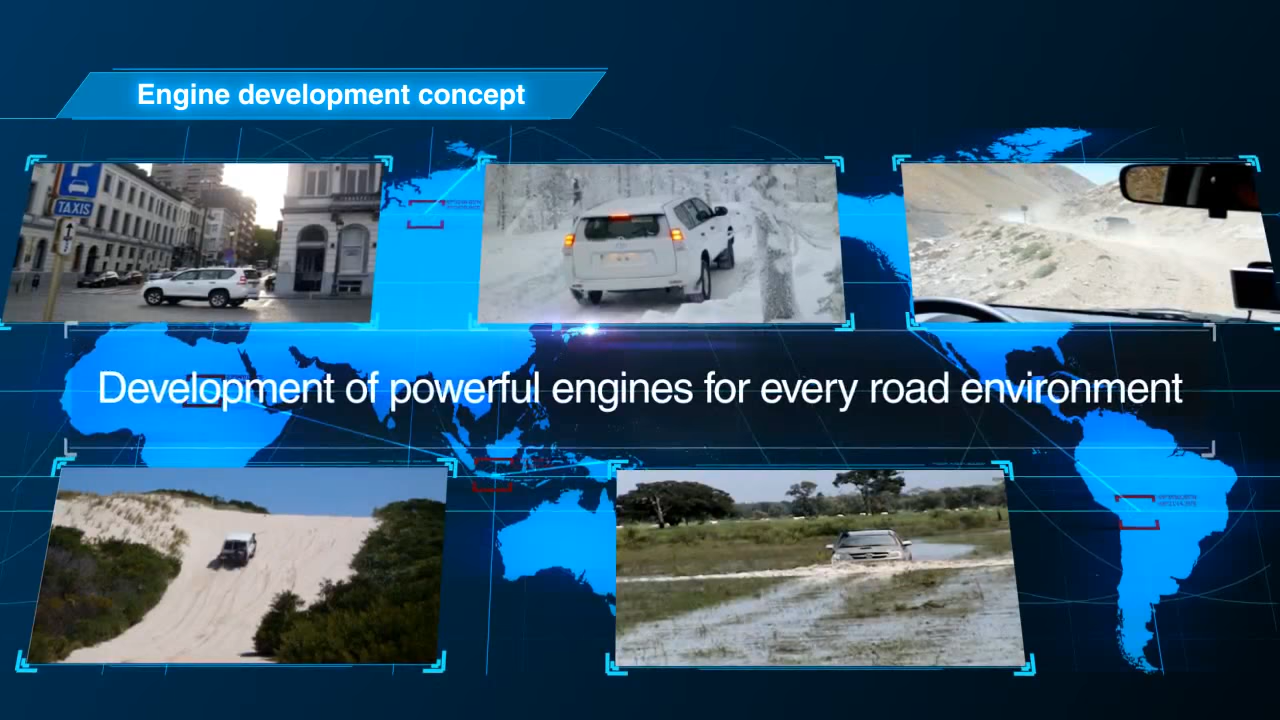 Engine development concept
P
TAXIS
Development of powerful engines for every road environment